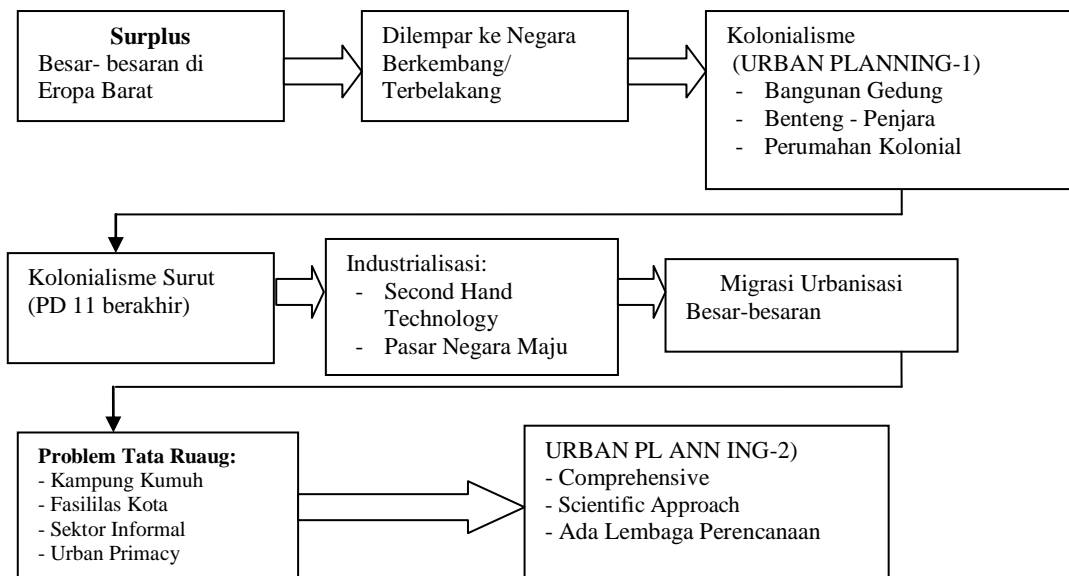 Surplus
Besar- besaran di
Eropa Barat
Dilempar ke Negara
Berkembang/
Terbelakang
Kolonialisme
(URBAN PLANNING-1)
- Bangunan Gedung
- Benteng - Penjara
- Perumahan Kolonial
Kolonialisme Surut
(PD 11 berakhir)
Industrialisasi:
- Second Hand
Technology
- Pasar Negara Maju
Migrasi Urbanisasi
Besar-besaran
Problem Tata Ruaug:
- Kampung Kumuh
- Fasililas Kota
- Sektor Informal
- Urban Primacy
URBAN PL ANN ING-2)
- Comprehensive
- Scientific Approach
- Ada Lembaga Perencanaan